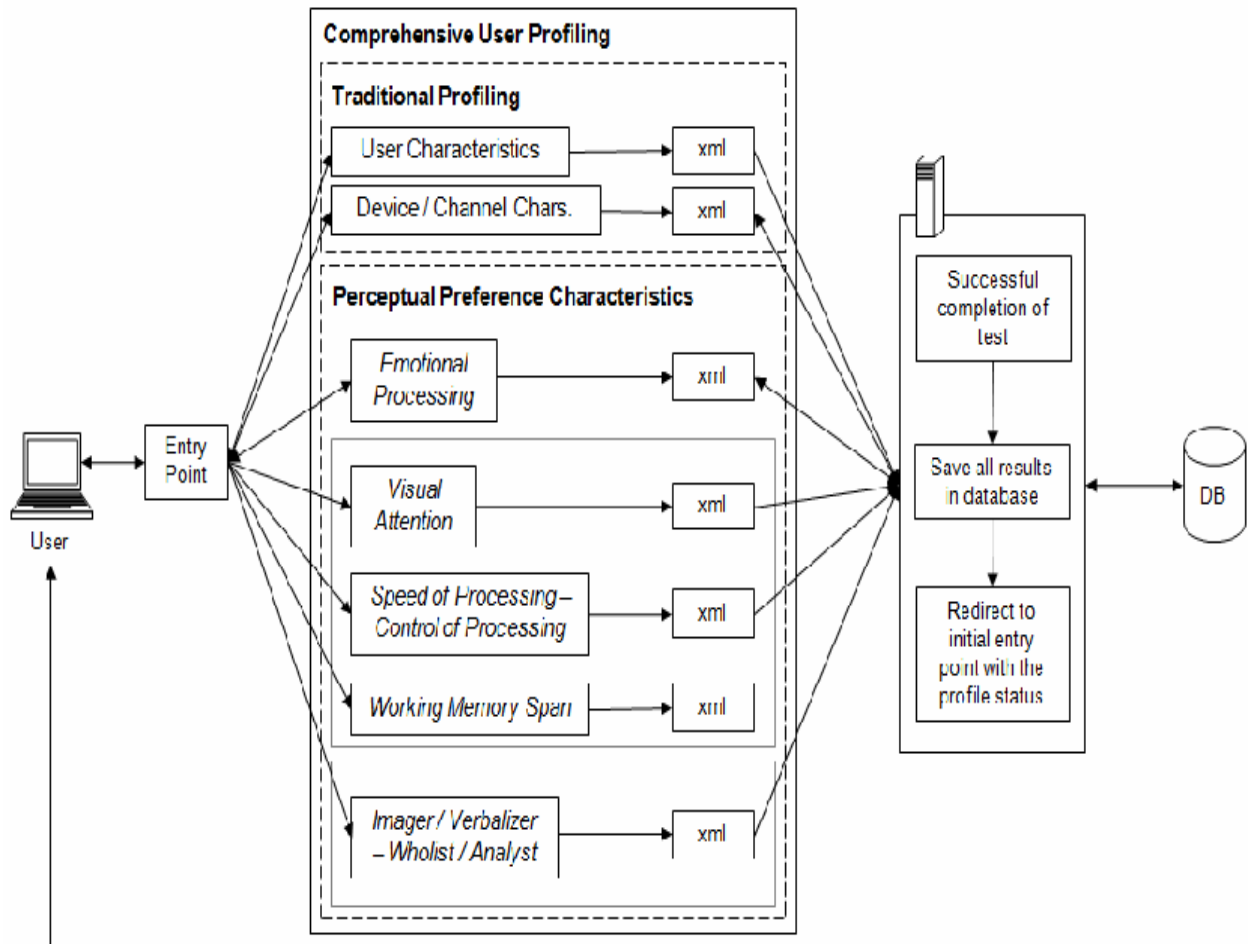 Comprehensive User Profiling
Traditional Profiling
User Characteristics
xml
Device / Channel Chars.
xml
Perceptual Preference Characteristics
Emotional
Processing
xml
Visual
Attention
xml
Speed of Processing –
Control of Processing
xml
Working Memory Span
xml
Imager / Verbalizer
– Wholist / Analyst
xml
User
Entry
Point
Successful
completion of
test
Save all results
in database
Redirect to
initial entry
point with the
profile status
DB